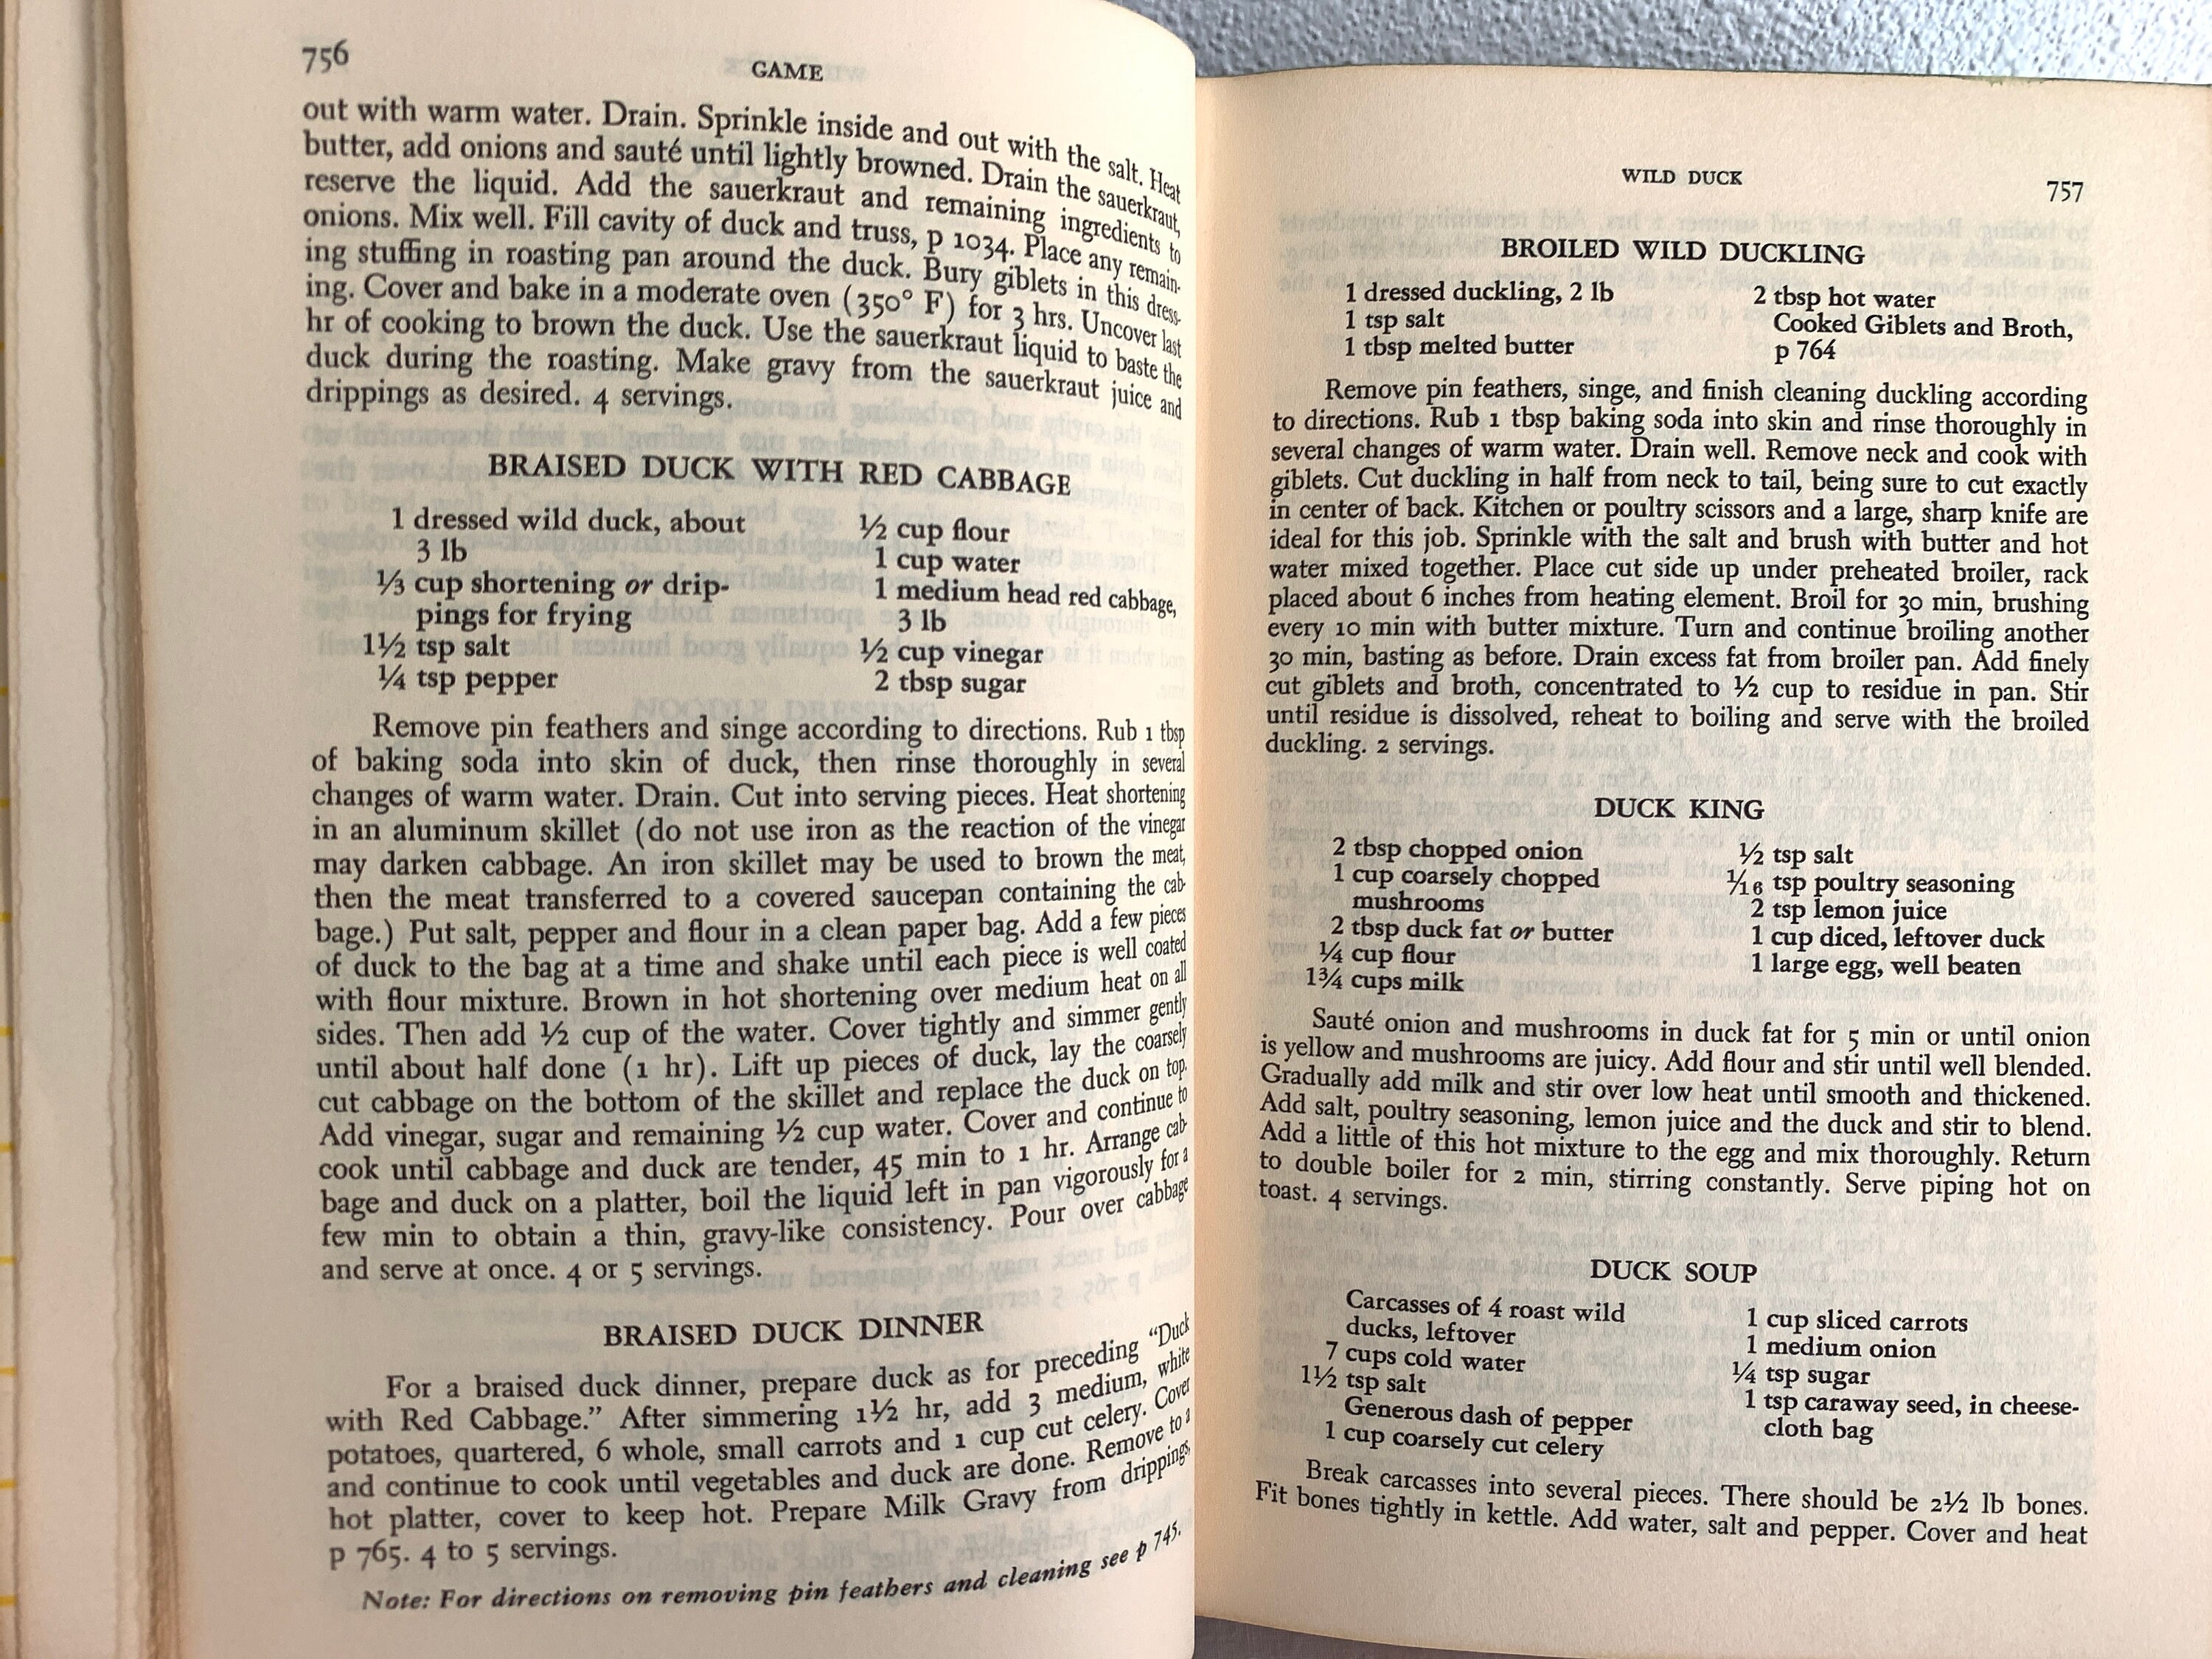 756
GAME
out with warm water. Drain. Sprinkle inside and out with the salt. Heat
butter, add onions and sauté until lightly browned. Drain the sauerkraut,
reserve the liquid. Add the sauerkraut and remaining ingredients to
onions. Mix well. Fill cavity of duck and truss, p 1034. Place any remain-
ing stuffing in roasting pan around the duck. Bury giblets in this dress-
ing. Cover and bake in a moderate oven (350° F) for 3 hrs. Uncover last
hr of cooking to brown the duck. Use the sauerkraut liquid to baste the
duck during the roasting. Make gravy from the sauerkraut juice and
drippings as desired. 4 servings.
BRAISED DUCK WITH RED CABBAGE
1 dressed wild duck, about
3 lb
⅓ cup shortening or drip-
pings for frying
1½ tsp salt
¼ tsp pepper
½ cup flour
1 cup water
1 medium head red cabbage,
3 lb
½ cup vinegar
2 tbsp sugar
Remove pin feathers and singe according to directions. Rub 1 tbsp
of baking soda into skin of duck, then rinse thoroughly in several
changes of warm water. Drain. Cut into serving pieces. Heat shortening
in an aluminum skillet (do not use iron as the reaction of the vinegar
may darken cabbage. An iron skillet may be used to brown the meat,
then the meat transferred to a covered saucepan containing the cab-
bage.) Put salt, pepper and flour in a clean paper bag. Add a few pieces
of duck to the bag at a time and shake until each piece is well coated
with flour mixture. Brown in hot shortening over medium heat on all
sides. Then add ½ cup of the water. Cover tightly and simmer gently
until about half done (1 hr). Lift up pieces of duck, lay the coarsely
cut cabbage on the bottom of the skillet and replace the duck on top.
Add vinegar, sugar and remaining ½ cup water. Cover and continue to
cook until cabbage and duck are tender, 45 min to 1 hr. Arrange cab-
bage and duck on a platter, boil the liquid left in pan vigorously for a
few min to obtain a thin, gravy-like consistency. Pour over cabbage
and serve at once. 4 or 5 servings.
BRAISED DUCK DINNER
For a braised duck dinner, prepare duck as for preceding "Duck
with Red Cabbage." After simmering 1½ hr, add 3 medium, white
potatoes, quartered, 6 whole, small carrots and 1 cup cut celery. Cover
and continue to cook until vegetables and duck are done. Remove to a
hot platter, cover to keep hot. Prepare Milk Gravy from drippings,
p 765. 4 to 5 servings.
Note: For directions on removing pin feathers and cleaning see p 745.
WILD DUCK
757
BROILED WILD DUCKLING
1 dressed duckling, 2 lb
1 tsp salt
1 tbsp melted butter
2 tbsp hot water
Cooked Giblets and Broth,
p 764
Remove pin feathers, singe, and finish cleaning duckling according
to directions. Rub 1 tbsp baking soda into skin and rinse thoroughly in
several changes of warm water. Drain well. Remove neck and cook with
giblets. Cut duckling in half from neck to tail, being sure to cut exactly
in center of back. Kitchen or poultry scissors and a large, sharp knife are
ideal for this job. Sprinkle with the salt and brush with butter and hot
water mixed together. Place cut side up under preheated broiler, rack
placed about 6 inches from heating element. Broil for 30 min, brushing
every 10 min with butter mixture. Turn and continue broiling another
30 min, basting as before. Drain excess fat from broiler pan. Add finely
cut giblets and broth, concentrated to ½ cup to residue in pan. Stir
until residue is dissolved, reheat to boiling and serve with the broiled
duckling. 2 servings.
DUCK KING
2 tbsp chopped onion
1 cup coarsely chopped
mushrooms
2 tbsp duck fat or butter
¼ cup flour
1¾ cups milk
½ tsp salt
1/16 tsp poultry seasoning
2 tsp lemon juice
1 cup diced, leftover duck
1 large egg, well beaten
Sauté onion and mushrooms in duck fat for 5 min or until onion
is yellow and mushrooms are juicy. Add flour and stir until well blended.
Gradually add milk and stir over low heat until smooth and thickened.
Add salt, poultry seasoning, lemon juice and the duck and stir to blend.
Add a little of this hot mixture to the egg and mix thoroughly. Return
to double boiler for 2 min, stirring constantly. Serve piping hot on
toast. 4 servings.
DUCK SOUP
Carcasses of 4 roast wild
ducks, leftover
7 cups cold water
1½ tsp salt
Generous dash of pepper
1 cup coarsely cut celery
1 cup sliced carrots
1 medium onion
¼ tsp sugar
1 tsp caraway seed, in cheese-
cloth bag
Break carcasses into several pieces. There should be 2½ lb bones.
Fit bones tightly in kettle. Add water, salt and pepper. Cover and heat